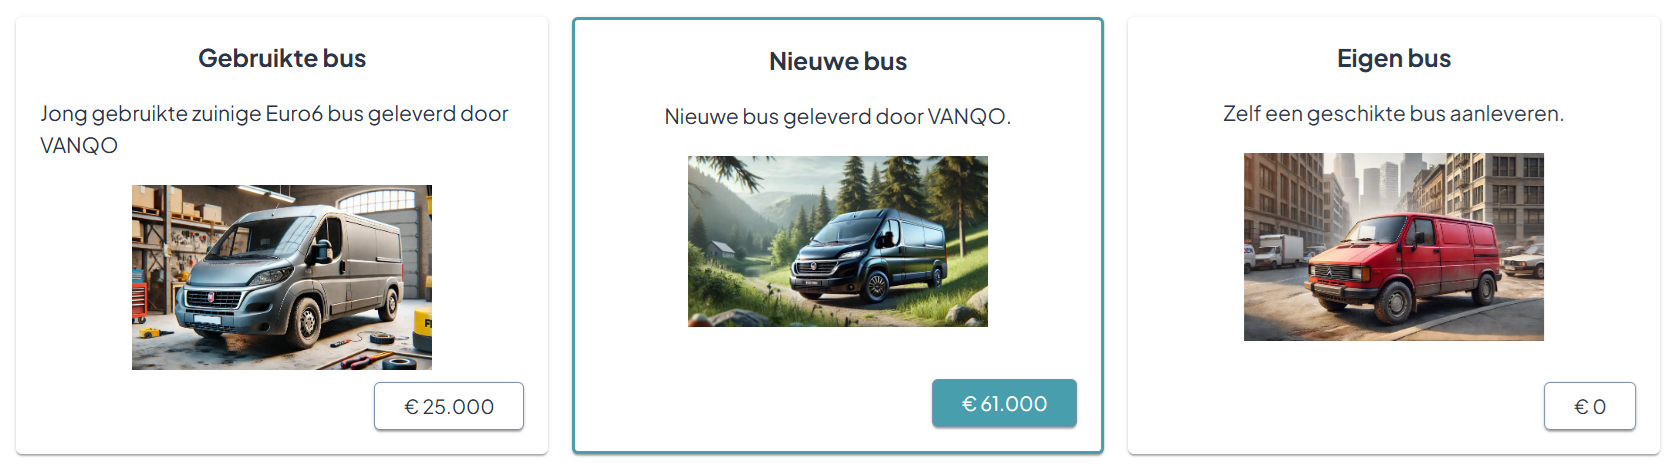 Gebruikte bus
Jong gebruikte zuinige Euro6 bus geleverd door
VANQO
€ 25.000
Nieuwe bus
Nieuwe bus geleverd door VANQO.
€ 61.000
Eigen bus
Zelf een geschikte bus aanleveren.
€ 0